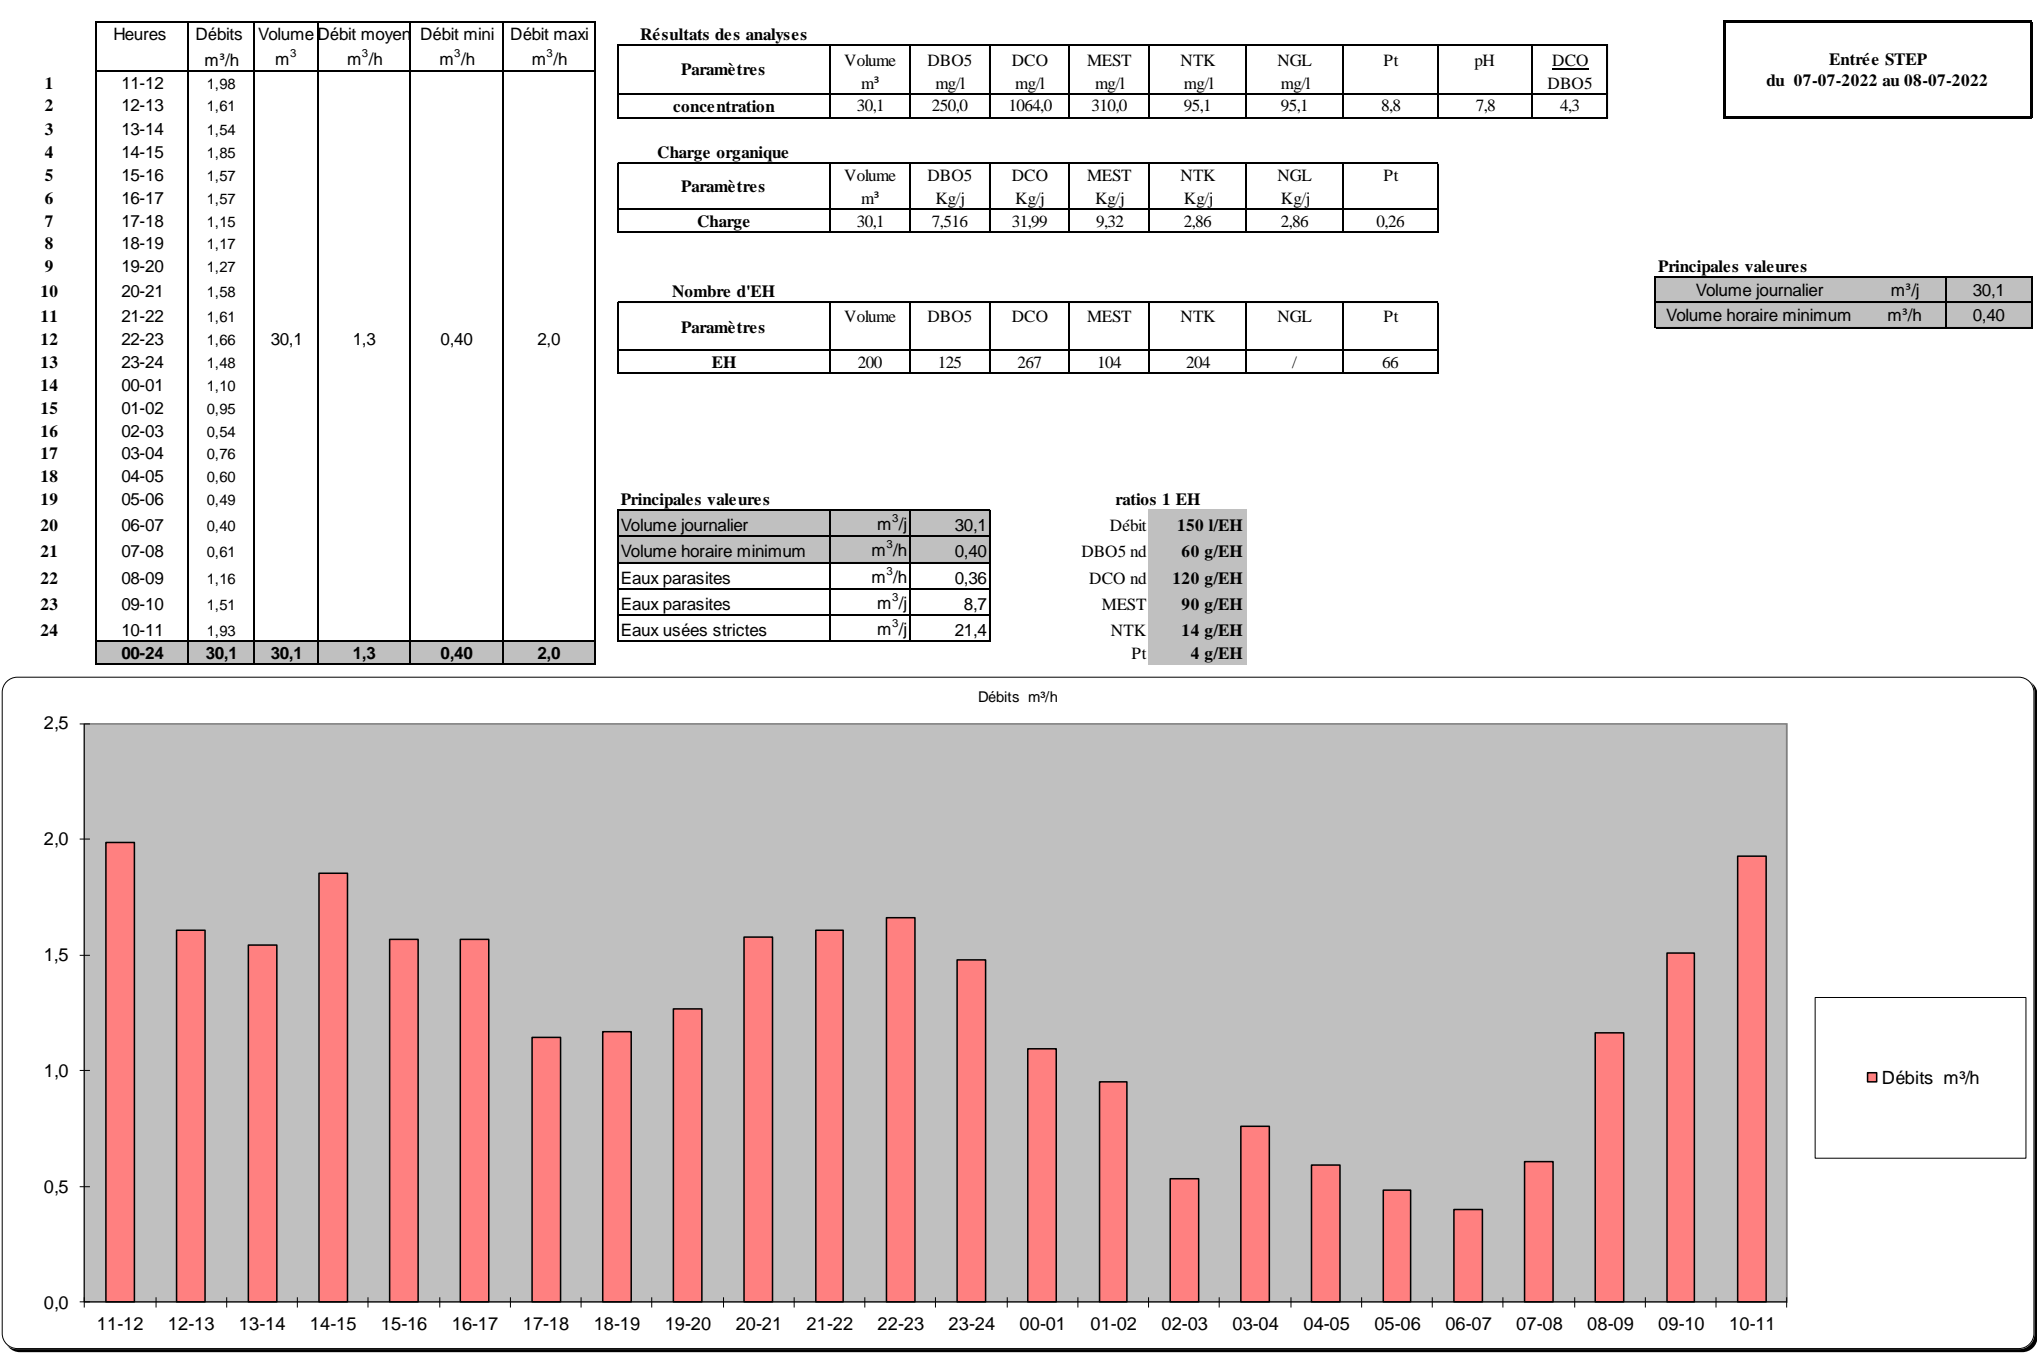 Heures Débits Volume Débit moyen Débit mini Débit maxi
m³/h m³ m³/h m³/h m³/h
1 11-12 1,98
2 12-13 1,61
3 13-14 1,54
4 14-15 1,85
5 15-16 1,57
6 16-17 1,57
7 17-18 1,15
8 18-19 1,17
9 19-20 1,27
10 20-21 1,58
11 21-22 1,61
12 22-23 1,66 30,1 1,3 0,40 2,0
13 23-24 1,48
14 00-01 1,10
15 01-02 0,95
16 02-03 0,54
17 03-04 0,76
18 04-05 0,60
19 05-06 0,49
20 06-07 0,40
21 07-08 0,61
22 08-09 1,16
23 09-10 1,51
24 10-11 1,93
00-24 30,1 30,1 1,3 0,40 2,0
Résultats des analyses
Paramètres Volume DBO5 DCO MEST NTK NGL Pt pH DCO
m³ mg/l mg/l mg/l mg/l mg/l DBO5
concentration 30,1 250,0 1064,0 310,0 95,1 95,1 8,8 7,8 4,3
Charge organique
Paramètres Volume DBO5 DCO MEST NTK NGL Pt
m³ Kg/j Kg/j Kg/j Kg/j Kg/j
Charge 30,1 7,516 31,99 9,32 2,86 2,86 0,26
Nombre d'EH
Paramètres Volume DBO5 DCO MEST NTK NGL Pt
EH 200 125 267 104 204 / 66
Principales valeures
Volume journalier m³/j 30,1
Volume horaire minimum m³/h 0,40
Eaux parasites m³/h 0,36
Eaux parasites m³/j 8,7
Eaux usées strictes m³/j 21,4
ratios 1 EH
Débit 150 l/EH
DBO5 nd 60 g/EH
DCO nd 120 g/EH
MEST 90 g/EH
NTK 14 g/EH
Pt 4 g/EH
Entrée STEP
du 07-07-2022 au 08-07-2022
Principales valeures
Volume journalier m³/j 30,1
Volume horaire minimum m³/h 0,40
Débits m³/h
2,5
2,0
1,5
1,0
0,5
0,0
11-12 12-13 13-14 14-15 15-16 16-17 17-18 18-19 19-20 20-21 21-22 22-23 23-24 00-01 01-02 02-03 03-04 04-05 05-06 06-07 07-08 08-09 09-10 10-11
Débits m³/h